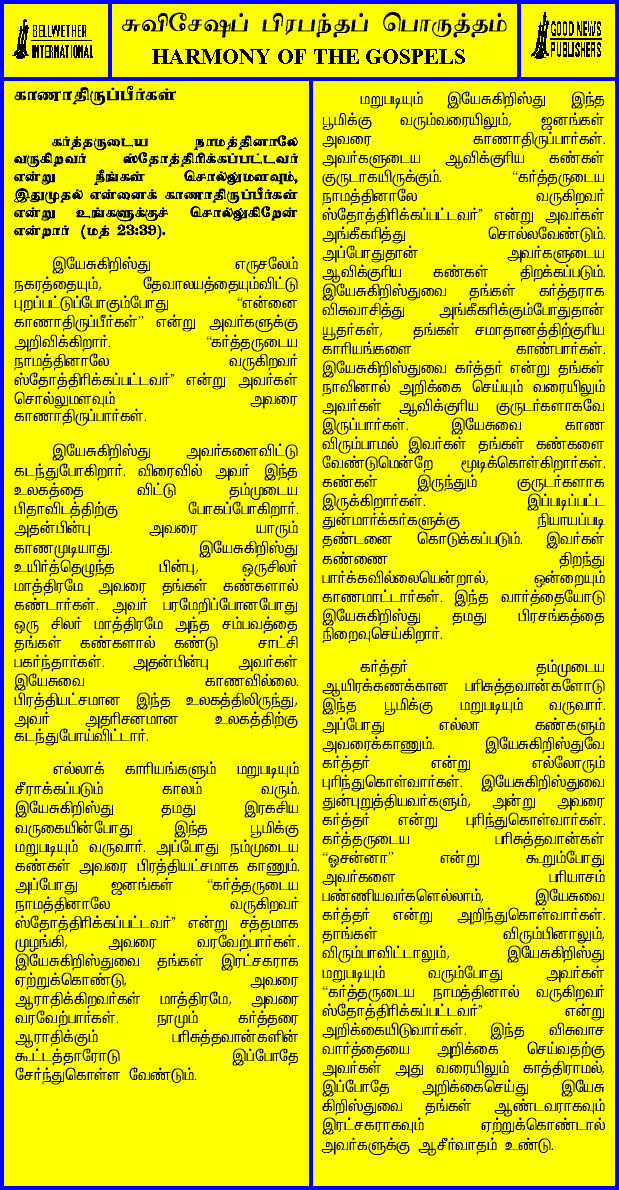 BELLWETHER
INTERNATIONAL
சுவிசேஷப் பிரபந்தப் பொருத்தம்
HARMONY OF THE GOSPELS
GOOD NEWS
PUBLISHERS
காணாதிருப்பீர்கள்
கர்த்தருடைய நாமத்தினாலே
வருகிறவர் ஸ்தோத்திரிக்கப்பட்டவர்
என்று நீங்கள் சொல்லுமளவும்,
இதுமுதல் என்னைக் காணாதிருப்பீர்கள்
என்று உங்களுக்குச் சொல்லுகிறேன்
என்றார் (மத் 23:39).
இயேசுகிறிஸ்து எருசலேம்
நகரத்தையும், தேவாலயத்தையும்விட்டு
புறப்பட்டுப்போகும்போது “என்னை
காணாதிருப்பீர்கள்” என்று அவர்களுக்கு
அறிவிக்கிறார். “கர்த்தருடைய
நாமத்தினாலே வருகிறவர்
ஸ்தோத்திரிக்கப்பட்டவர்” என்று அவர்கள்
சொல்லுமளவும் அவரை
காணாதிருப்பார்கள்.
இயேசுகிறிஸ்து அவர்களைவிட்டு
கடந்துபோகிறார். விரைவில் அவர் இந்த
உலகத்தை விட்டு தம்முடைய
பிதாவிடத்திற்கு போகப்போகிறார்.
அதன்பின்பு அவரை யாரும்
காணமுடியாது. இயேசுகிறிஸ்து
உயிர்த்தெழுந்த பின்பு, ஒருசிலர்
மாத்திரமே அவரை தங்கள் கண்களால்
கண்டார்கள். அவர் பரமேறிப்போனபோது
ஒரு சிலர் மாத்திரமே அந்த சம்பவத்தை
தங்கள் கண்களால் கண்டு சாட்சி
பகர்ந்தார்கள். அதன்பின்பு அவர்கள்
இயேசுவை காணவில்லை.
பிரத்தியட்சமான இந்த உலகத்திலிருந்து,
அவர் அதரிசனமான உலகத்திற்கு
கடந்துபோய்விட்டார்.
எல்லாக் காரியங்களும் மறுபடியும்
சீராக்கப்படும் காலம் வரும்.
இயேசுகிறிஸ்து தமது இரகசிய
வருகையின்போது இந்த பூமிக்கு
மறுபடியும் வருவார். அப்போது நம்முடைய
கண்கள் அவரை பிரத்தியட்சமாக காணும்.
அப்போது ஜனங்கள் “கர்த்தருடைய
நாமத்தினாலே வருகிறவர்
ஸ்தோத்திரிக்கப்பட்டவர்” என்று சத்தமாக
முழங்கி, அவரை வரவேற்பார்கள்.
இயேசுகிறிஸ்துவை தங்கள் இரட்சகராக
ஏற்றுக்கொண்டு, அவரை
ஆராதிக்கிறவர்கள் மாத்திரமே, அவரை
வரவேற்பார்கள். நாமும் கர்த்தரை
ஆராதிக்கும் பரிசுத்தவான்களின்
கூட்டத்தாரோடு இப்போதே
சேர்ந்துகொள்ள வேண்டும்.
மறுபடியும் இயேசுகிறிஸ்து இந்த
பூமிக்கு வரும்வரையிலும், ஜனங்கள்
அவரை காணாதிருப்பார்கள்.
அவர்களுடைய ஆவிக்குரிய கண்கள்
குருடாகயிருக்கும். “கர்த்தருடைய
நாமத்தினாலே வருகிறவர்
ஸ்தோத்திரிக்கப்பட்டவர்” என்று அவர்கள்
அங்கீகரித்து சொல்லவேண்டும்.
அப்போதுதான் அவர்களுடைய
ஆவிக்குரிய கண்கள் திறக்கப்படும்.
இயேசுகிறிஸ்துவை தங்கள் கர்த்தராக
விசுவாசித்து அங்கீகரிக்கும்போதுதான்
யூதர்கள், தங்கள் சமாதானத்திற்குரிய
காரியங்களை காண்பார்கள்.
இயேசுகிறிஸ்துவை கர்த்தர் என்று தங்கள்
நாவினால் அறிக்கை செய்யும் வரையிலும்
அவர்கள் ஆவிக்குரிய குருடர்களாகவே
இருப்பார்கள். இயேசுவை காண
விரும்பாமல் இவர்கள் தங்கள் கண்களை
வேண்டுமென்றே மூடிக்கொள்கிறார்கள்.
கண்கள் இருந்தும் குருடர்களாக
இருக்கிறார்கள். இப்படிப்பட்ட
துன்மார்க்கர்களுக்கு நியாயப்படி
தண்டனை கொடுக்கப்படும். இவர்கள்
கண்ணை திறந்து
பார்க்கவில்லையென்றால், ஒன்றையும்
காணமாட்டார்கள். இந்த வார்த்தையோடு
இயேசுகிறிஸ்து தமது பிரசங்கத்தை
நிறைவுசெய்கிறார்.
கர்த்தர் தம்முடைய
ஆயிரக்கணக்கான பரிசுத்தவான்களோடு
இந்த பூமிக்கு மறுபடியும் வருவார்.
அப்போது எல்லா கண்களும்
அவரைக்காணும். இயேசுகிறிஸ்துவே
கர்த்தர் என்று எல்லோரும்
புரிந்துகொள்வார்கள். இயேசுகிறிஸ்துவை
துன்புறுத்தியவர்களும், அன்று அவரை
கர்த்தர் என்று புரிந்துகொள்வார்கள்.
கர்த்தருடைய பரிசுத்தவான்கள்
“ஓசன்னா” என்று கூறும்போது
அவர்களை பரியாசம்
பண்ணியவர்களெல்லாம், இயேசுவை
கர்த்தர் என்று அறிந்துகொள்வார்கள்.
தாங்கள் விரும்பினாலும்,
விரும்பாவிட்டாலும், இயேசுகிறிஸ்து
மறுபடியும் வரும்போது அவர்கள்
“கர்த்தருடைய நாமத்தினால் வருகிறவர்
ஸ்தோத்திரிக்கப்பட்டவர்” என்று
அறிக்கையிடுவார்கள். இந்த விசுவாச
வார்த்தையை அறிக்கை செய்வதற்கு
அவர்கள் அது வரையிலும் காத்திராமல்,
இப்போதே அறிக்கைசெய்து இயேசு
கிறிஸ்துவை தங்கள் ஆண்டவராகவும்
இரட்சகராகவும் ஏற்றுக்கொண்டால்
அவர்களுக்கு ஆசீர்வாதம் உண்டு.